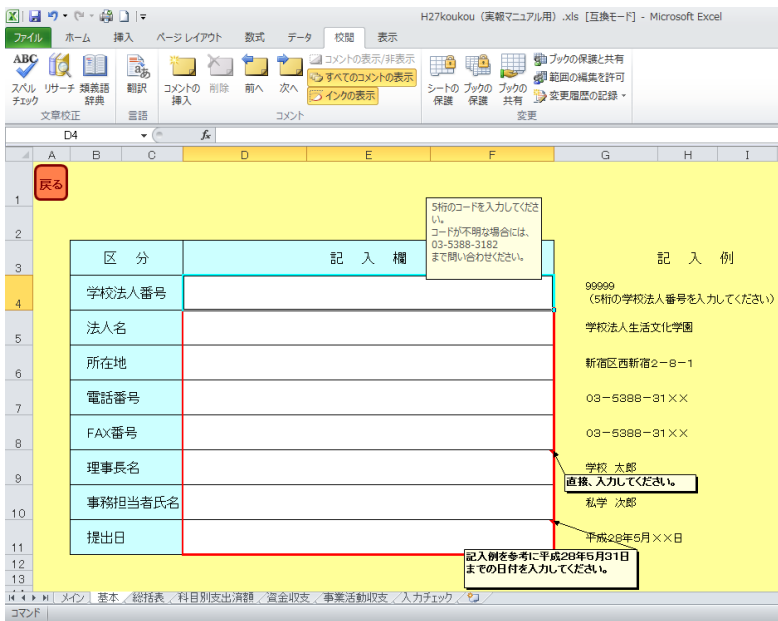 H27koukou（実報マニュアル用）.xls [互換モード] - Microsoft Excel
ファイル ホーム 挿入 ページ レイアウト 数式 データ 校閲 表示
ABC
スペル チェック
リサーチ
類義語 辞典
翻訳
コメントの 挿入
削除
前へ
次へ
コメントの表示/非表示
すべてのコメントの表示
インクの表示
シートの 保護
ブックの 保護
ブックの 共有
ブックの保護と共有
範囲の編集を許可
変更履歴の記録
文章校正 言語 コメント 変更
D4 fx
A B C D E F G H I
1 戻る
2
5桁のコードを入力してくださ
い。
コードが不明な場合には、
03-5388-3182
まで問い合わせください。
3 区 分 記 入 欄 記 入 例
4 学校法人番号 99999
（5桁の学校法人番号を入力してください）
5 法人名 学校法人生活文化学園
6 所在地 新宿区西新宿2－8－1
7 電話番号 03－5388－31××
8 FAX番号 03－5388－31××
9 理事長名 学校 太郎
直接、入力してください。
10 事務担当者氏名 私学 次郎
11 提出日 平成28年5月××日
記入例を参考に平成28年5月31日
までの日付を入力してください。
12
13
メイン 基本 総括表 科目別支出済額 資金収支 事業活動収支 入力チェック
コマンド